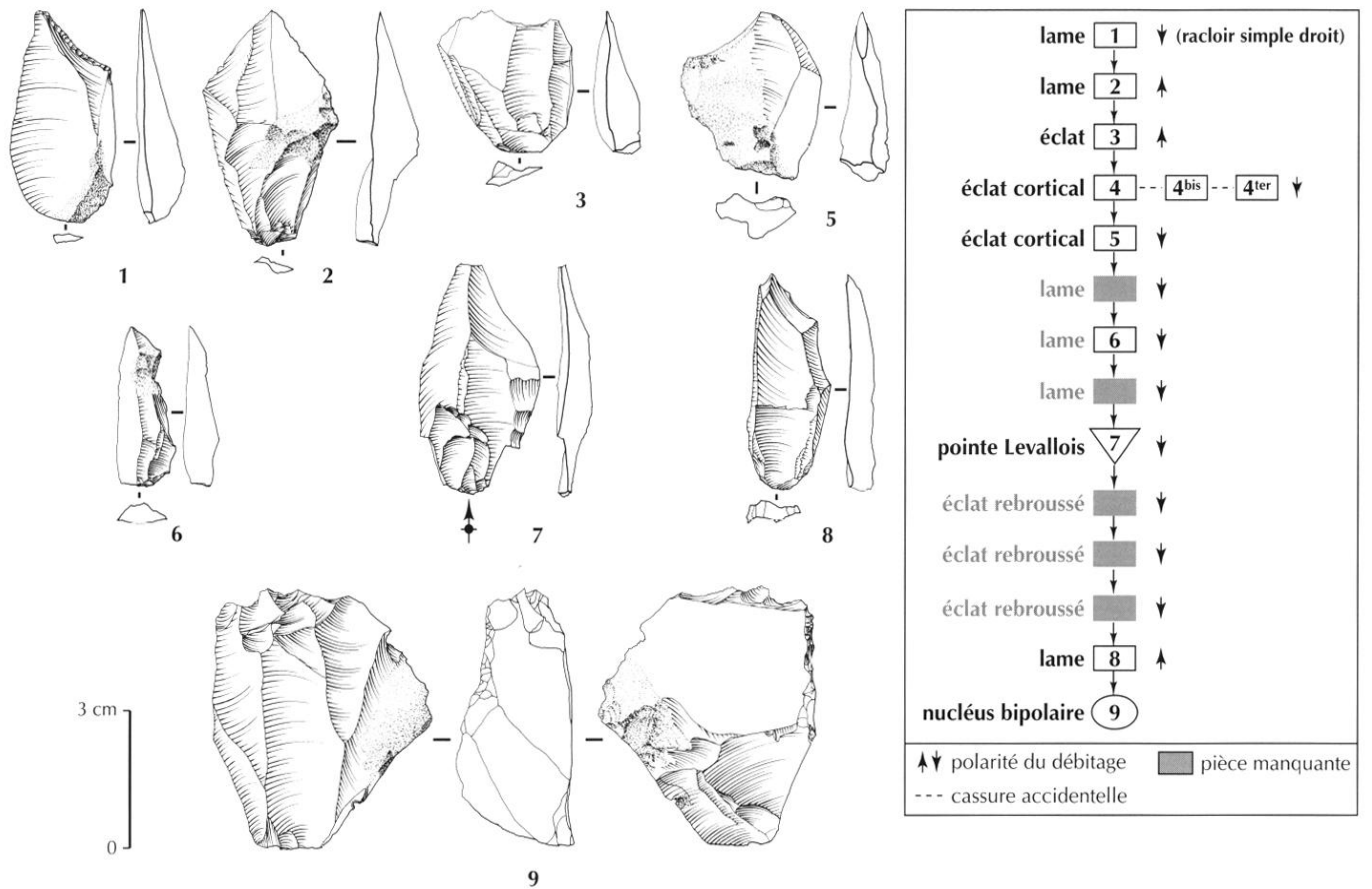 1
2
3
5
6
7
8
3 cm
0
9
lame 1 (racloir simple droit)
lame 2
éclat 3
éclat cortical 4 4bis 4ter
éclat cortical 5
lame
lame 6
lame
pointe Levallois 7
éclat rebroussé
éclat rebroussé
éclat rebroussé
lame 8
nucléus bipolaire 9
polarité du débitage pièce manquante
cassure accidentelle